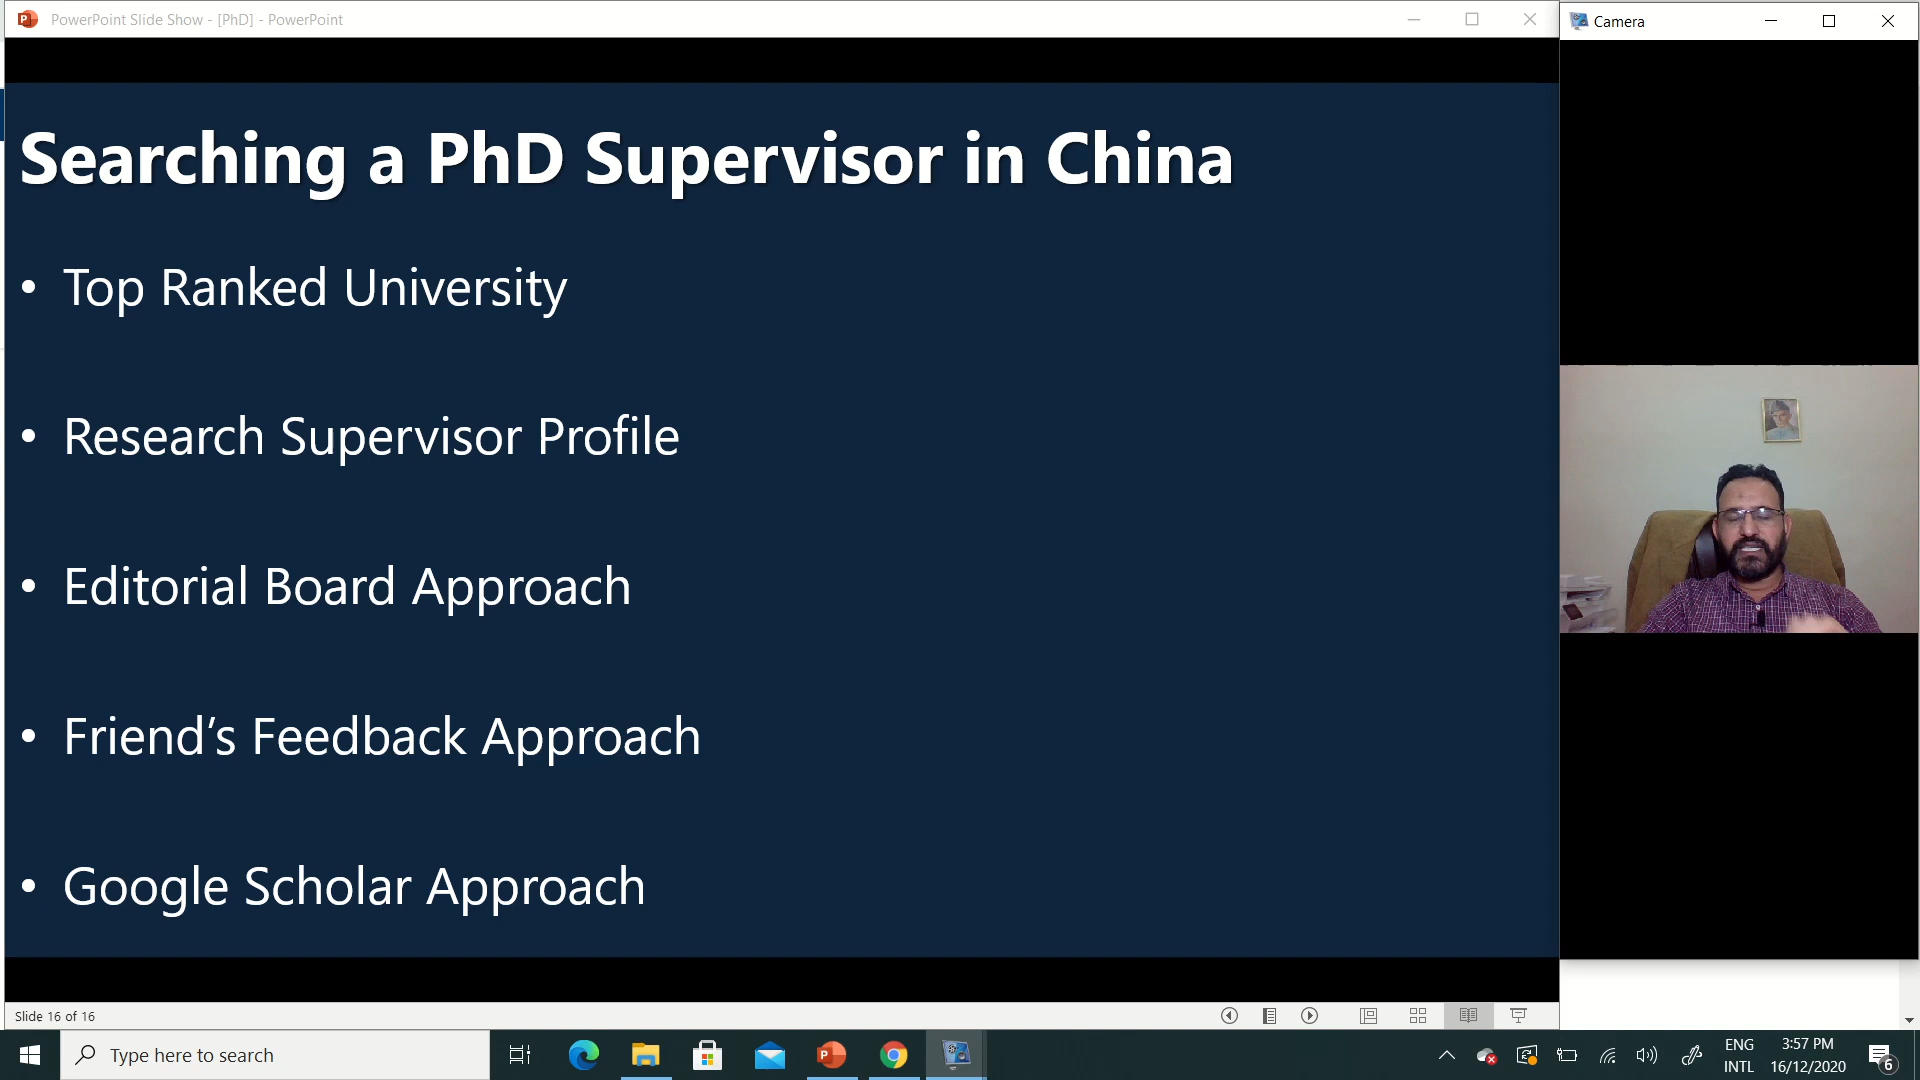 PowerPoint Slide Show - [PhD] - PowerPoint
Camera
Searching a PhD Supervisor in China
• Top Ranked University
• Research Supervisor Profile
• Editorial Board Approach
• Friend’s Feedback Approach
• Google Scholar Approach
Slide 16 of 16
Type here to search
ENG
INTL
3:57 PM
16/12/2020
6